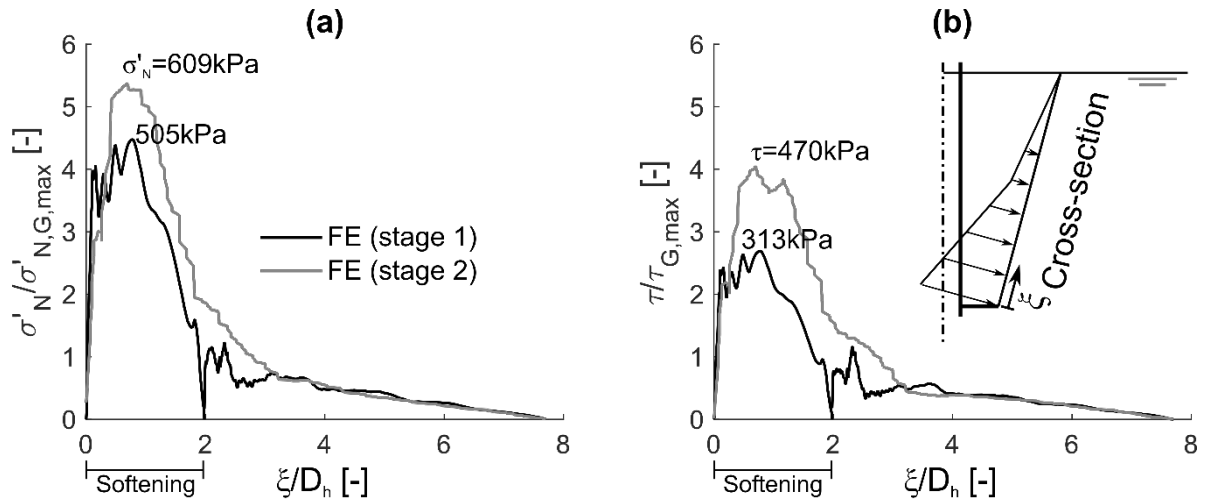 (a)
6
5
4
3
2
1
0
σ'N/σ'N,G,max [-]
σ'N=609kPa
505kPa
FE (stage 1)
FE (stage 2)
0 2 4 6 8
Softening
ξ/Dh [-]
(b)
6
5
4
3
2
1
0
τ/τG,max [-]
τ=470kPa
313kPa
ξ
Cross-section
0 2 4 6 8
Softening
ξ/Dh [-]